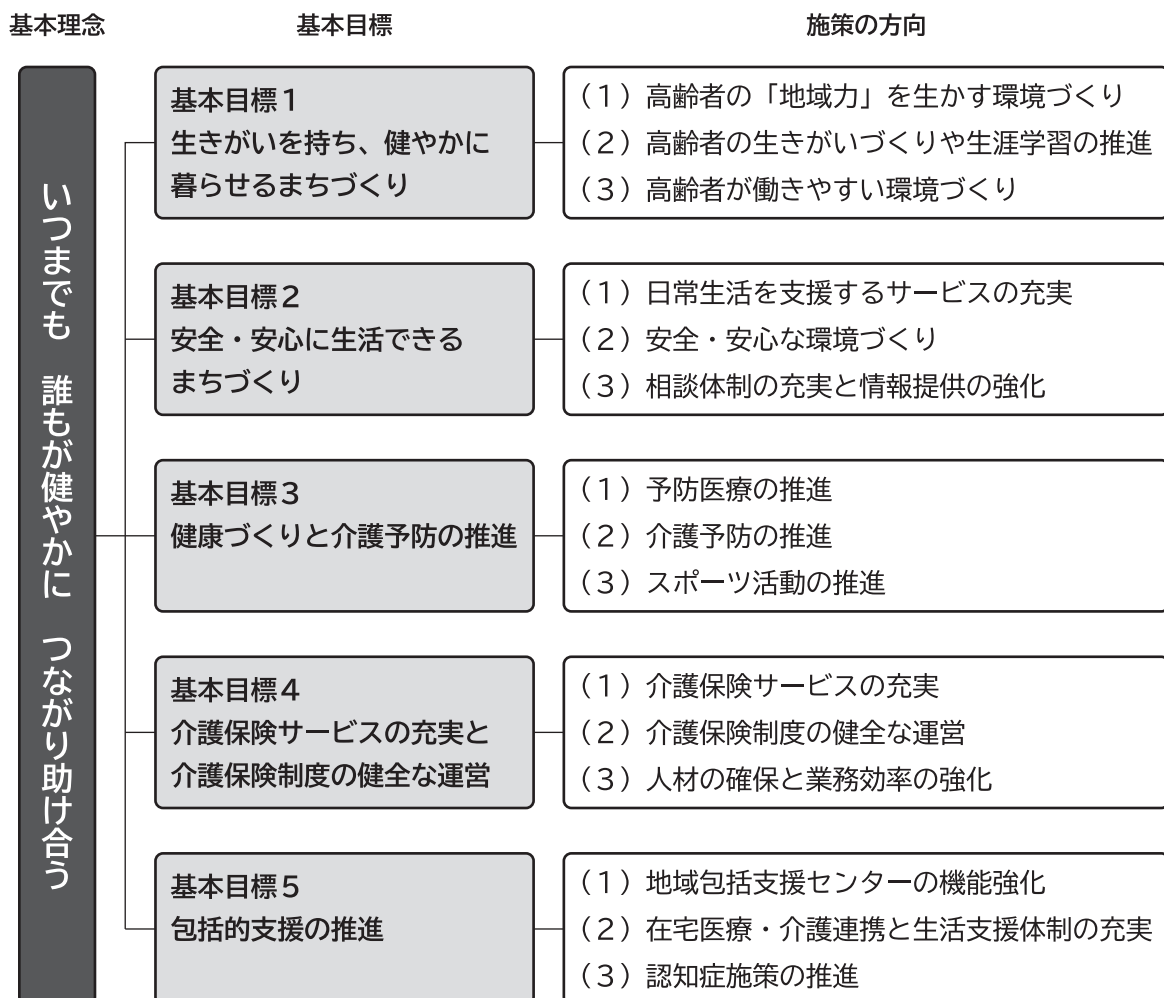 基本理念
基本目標
施策の方向
いつまでも　誰もが健やかに　つながり助け合う
基本目標１
生きがいを持ち、健やかに
暮らせるまちづくり
（１）高齢者の「地域力」を生かす環境づくり
（２）高齢者の生きがいづくりや生涯学習の推進
（３）高齢者が働きやすい環境づくり
基本目標２
安全・安心に生活できる
まちづくり
（１）日常生活を支援するサービスの充実
（２）安全・安心な環境づくり
（３）相談体制の充実と情報提供の強化
基本目標３
健康づくりと介護予防の推進
（１）予防医療の推進
（２）介護予防の推進
（３）スポーツ活動の推進
基本目標４
介護保険サービスの充実と
介護保険制度の健全な運営
（１）介護保険サービスの充実
（２）介護保険制度の健全な運営
（３）人材の確保と業務効率の強化
基本目標５
包括的支援の推進
（１）地域包括支援センターの機能強化
（２）在宅医療・介護連携と生活支援体制の充実
（３）認知症施策の推進